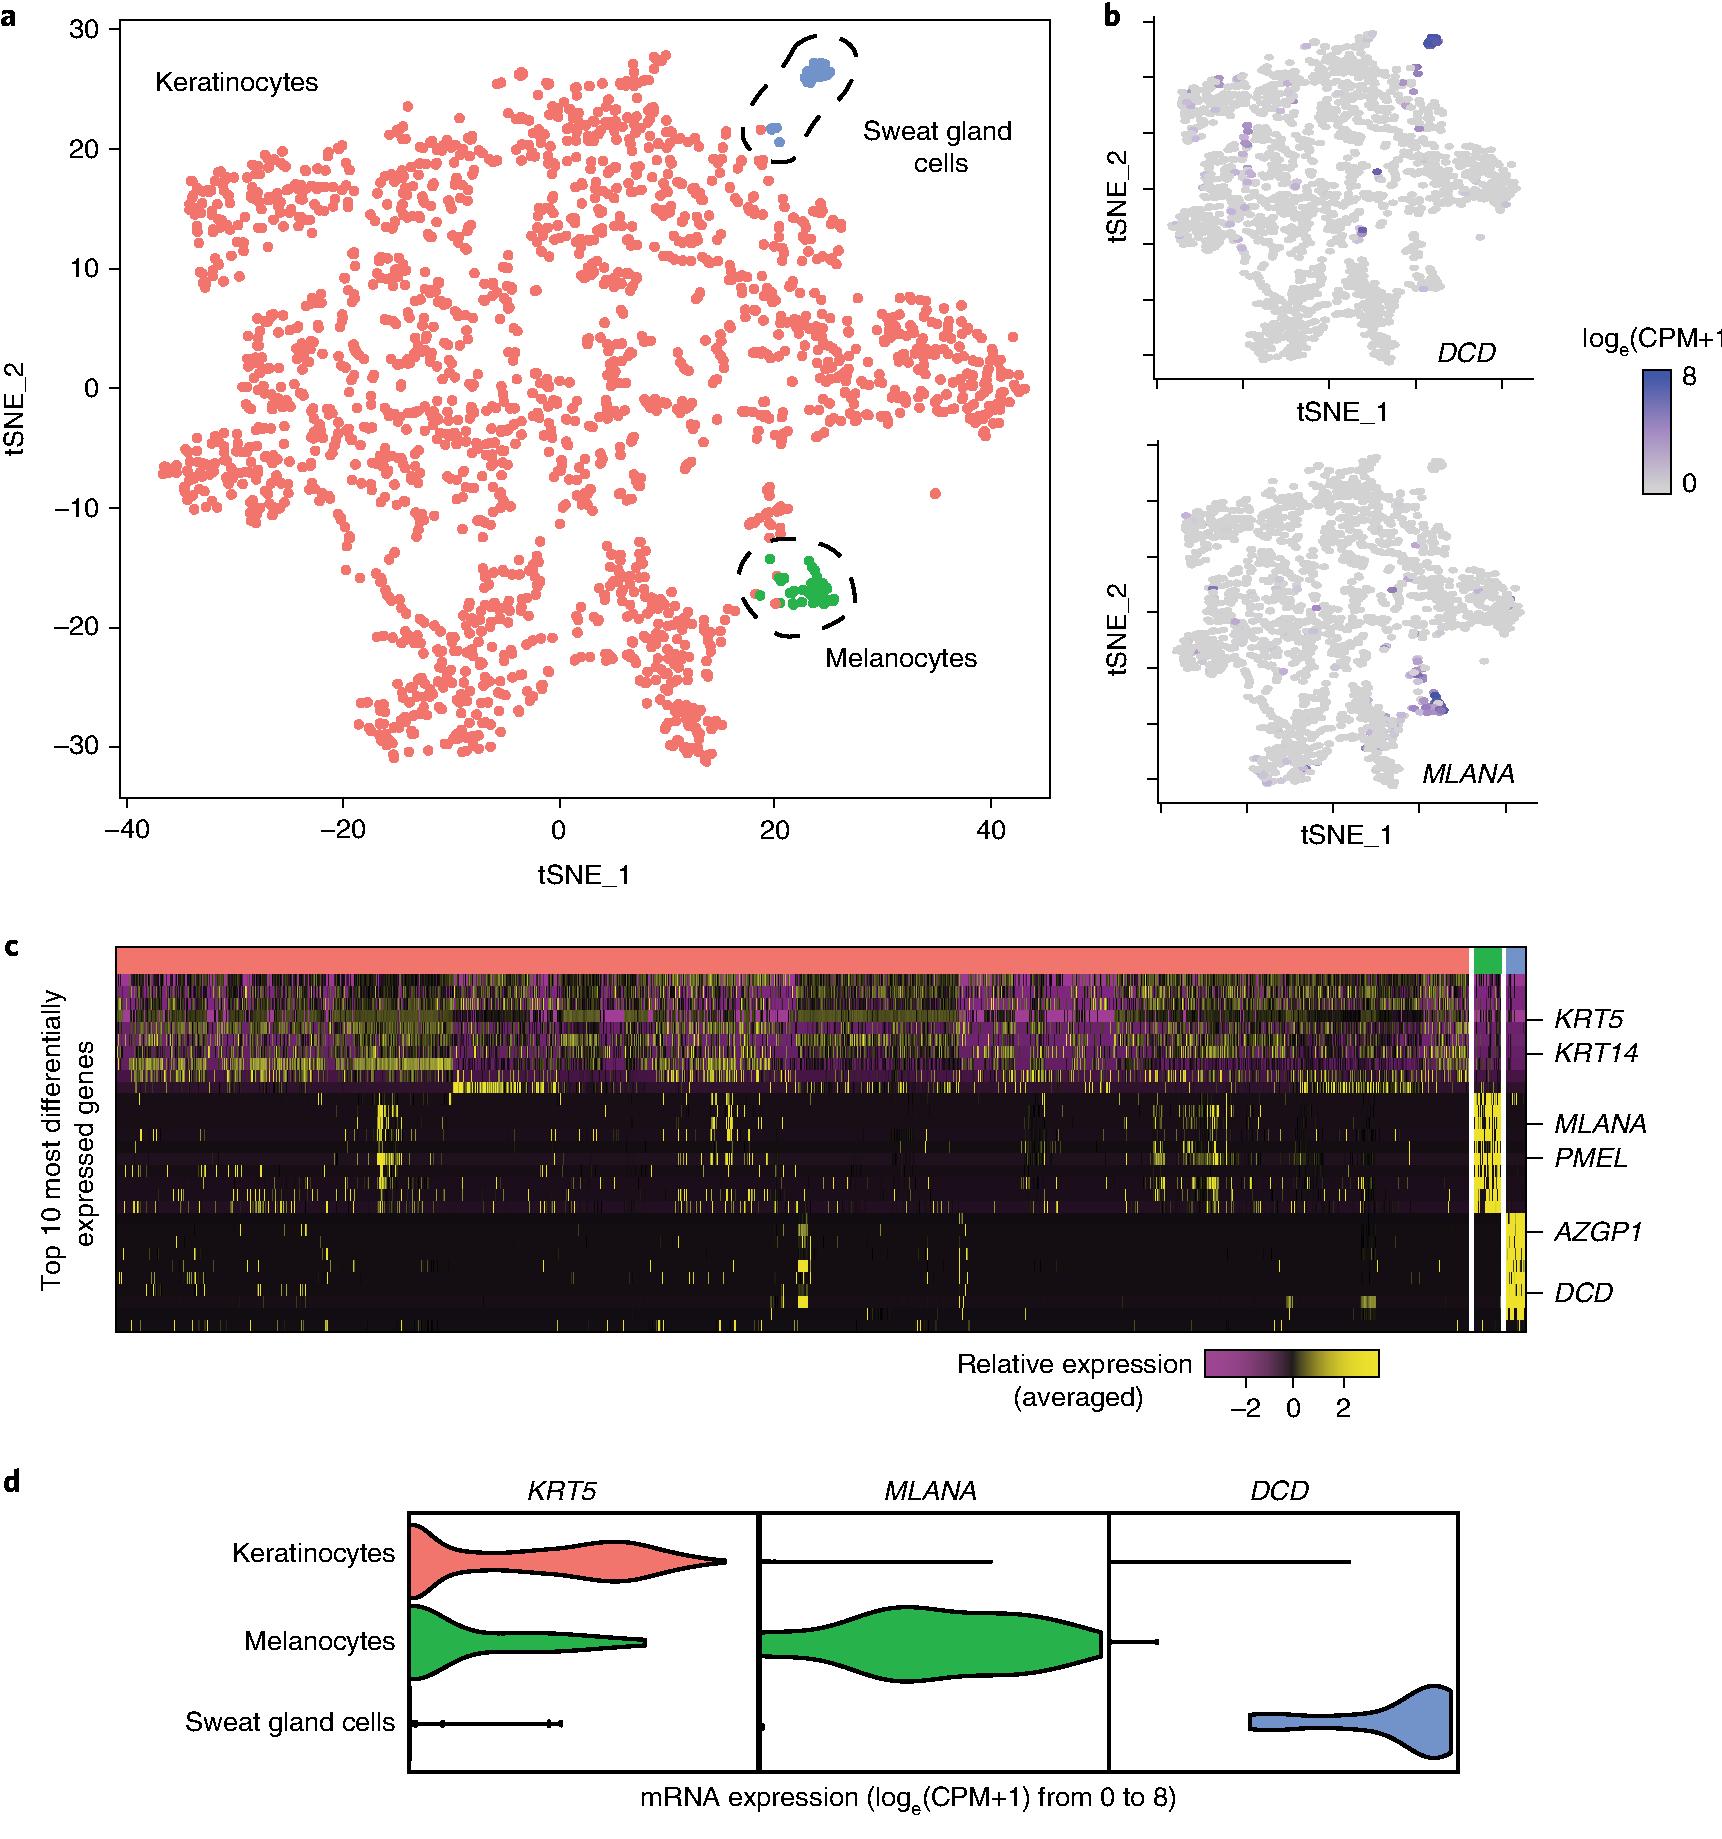 a
Keratinocytes
Sweat gland
cells
Melanocytes
30
20
10
0
−10
−20
−30
tSNE_2
−40
−20
0
20
40
tSNE_1
b
tSNE_2
DCD
tSNE_1
tSNE_2
MLANA
tSNE_1
loge(CPM+1
8
0
c
Top 10 most differentially
expressed genes
KRT5
KRT14
MLANA
PMEL
AZGP1
DCD
Relative expression
(averaged)
−2
0
2
d
KRT5
MLANA
DCD
Keratinocytes
Melanocytes
Sweat gland cells
mRNA expression (loge(CPM+1) from 0 to 8)